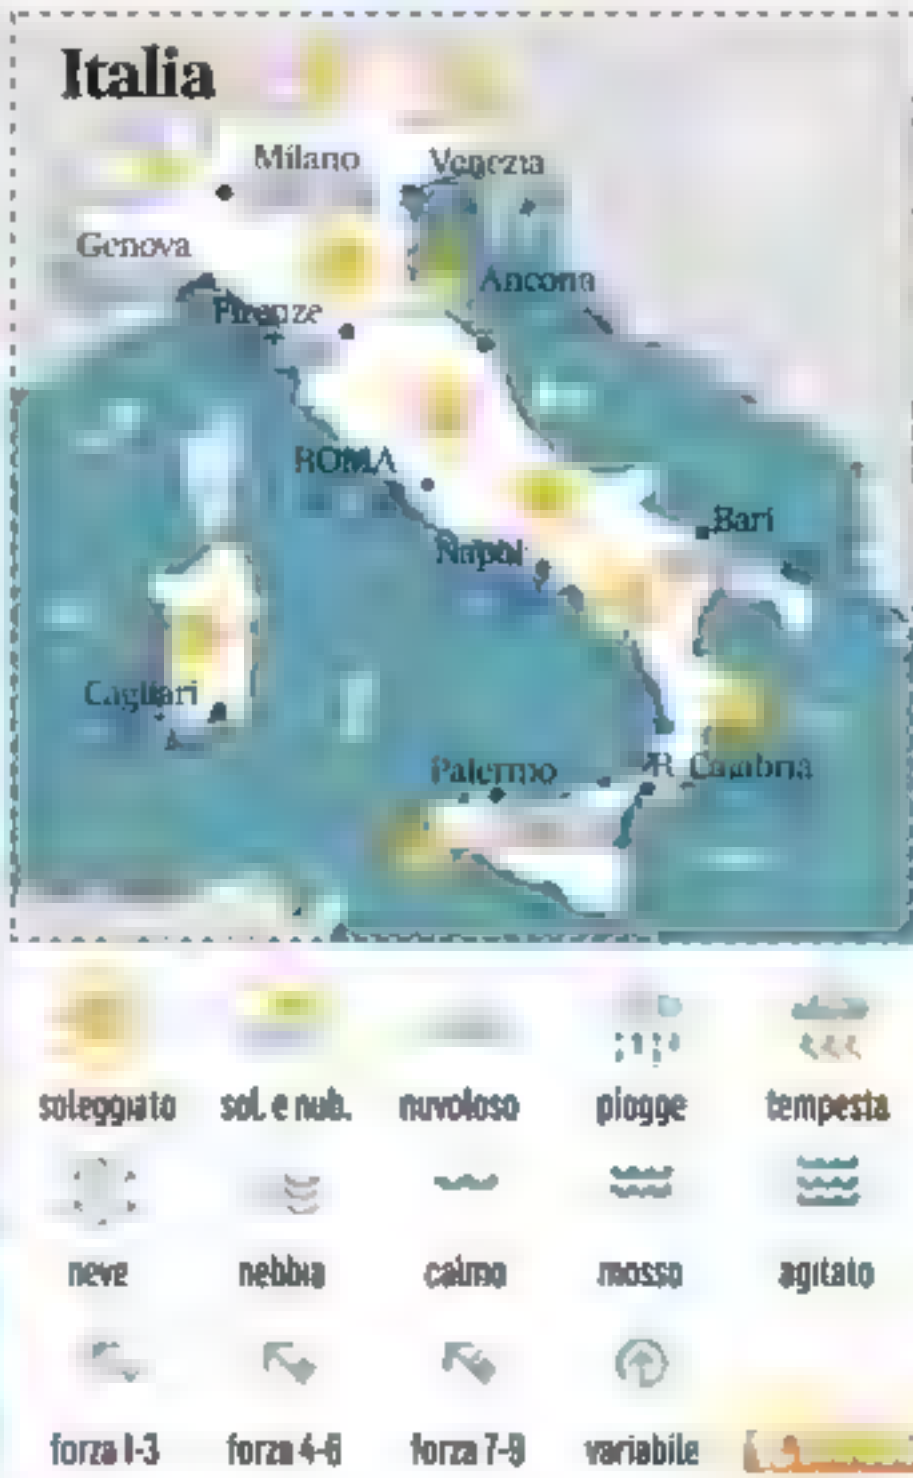 Italia
Milano
Venezia
Genova
Ancona
Firenze
ROMA
Bari
Napoli
Cagliari
Palermo
R. Calabria
soleggiato sol. e nub. nuvoloso piogge tempesta
neve nebbia calmo mosso agitato
forza 1-3 forza 4-6 forza 7-9 variabile